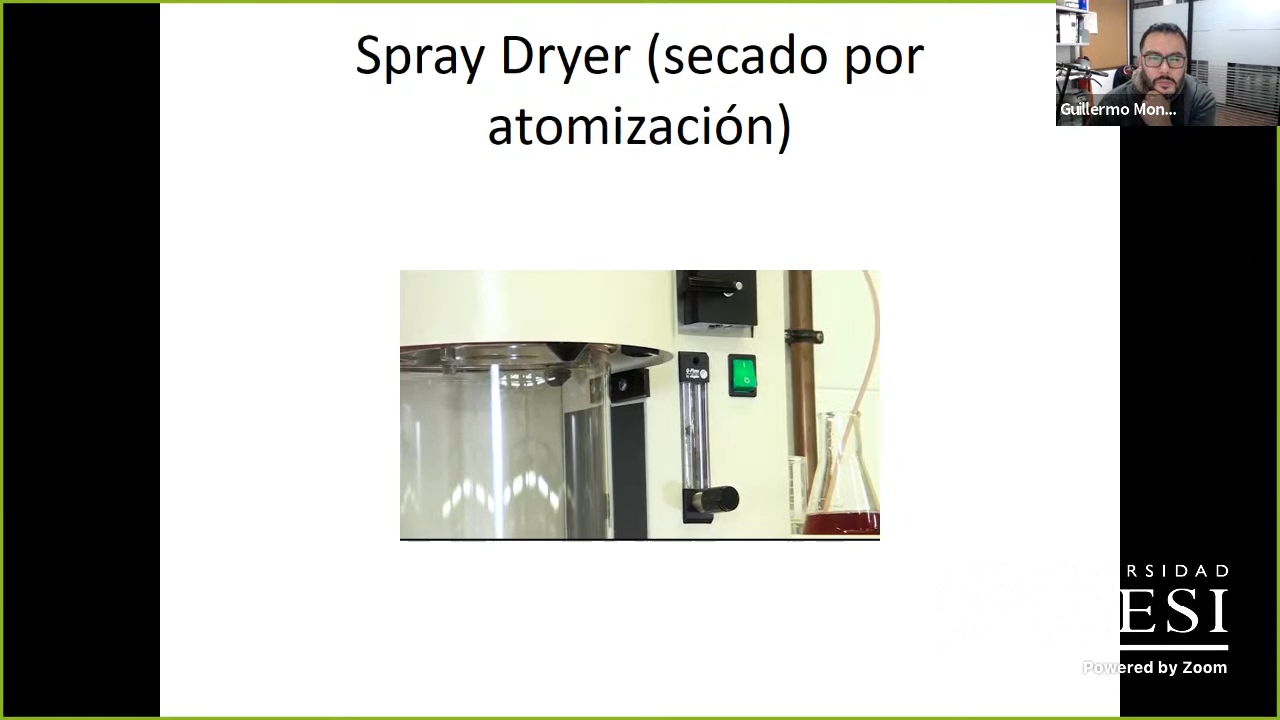 Spray Dryer (secado por
atomización)
Guillermo Mon...
RSIDAD
ESI
Powered by Zoom